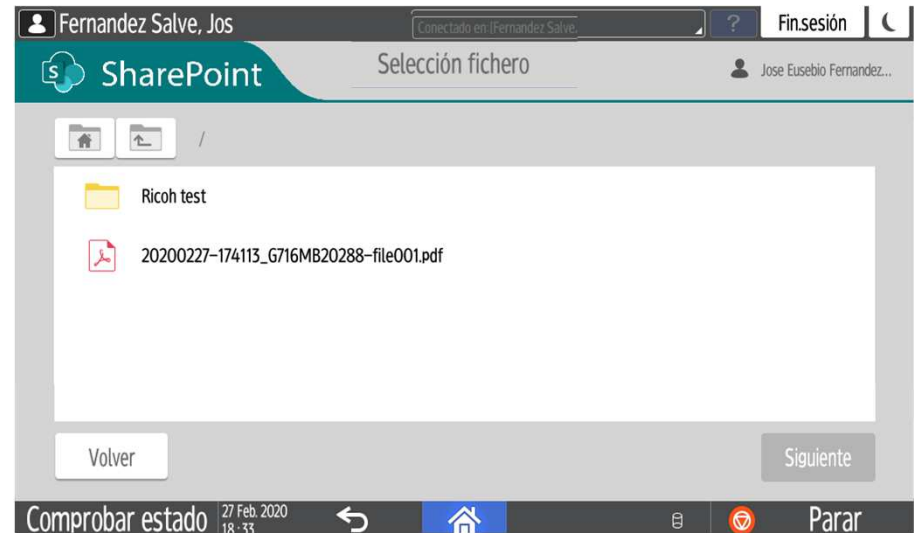 Fernandez Salve, Jos
Conectado en:[Fernandez Salve.
?
Fin.sesión
S SharePoint
Selección fichero
Jose Eusebio Fernandez...
/
Ricoh test
20200227-174113_G716MB20288-file001.pdf
Volver
Siguiente
Comprobar estado
27 Feb. 2020
18:33
Parar